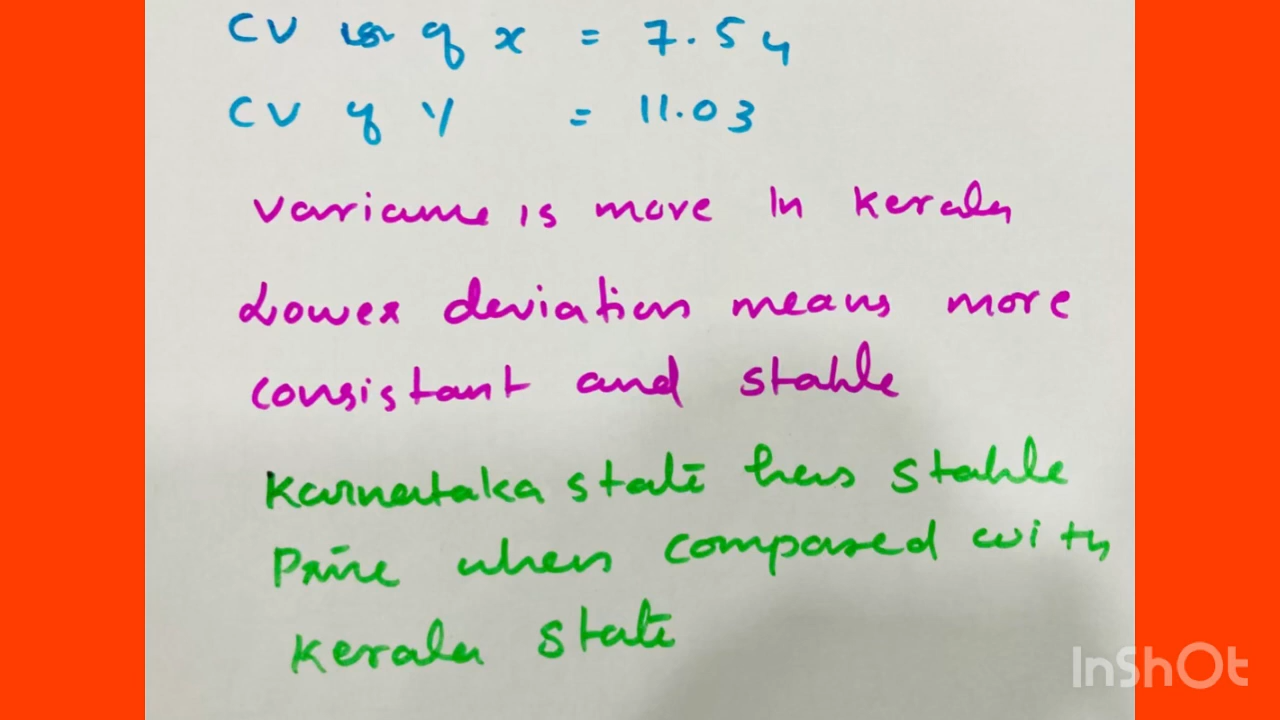 CV of x = 7.54
CV of y = 11.03
Variance is more In Kerala
Lower deviation means more
consistant and stable
Karnataka state has stable
Price when compared with
Kerala state
InShOt